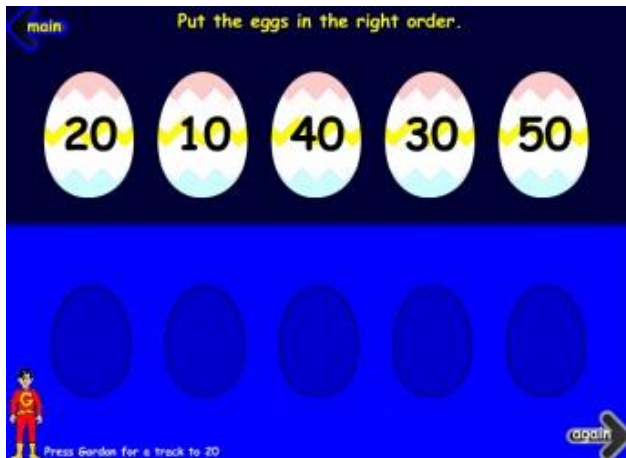 main
Put the eggs in the right order.
20 10 40 30 50
G
again
Press Gordon for a track to 20